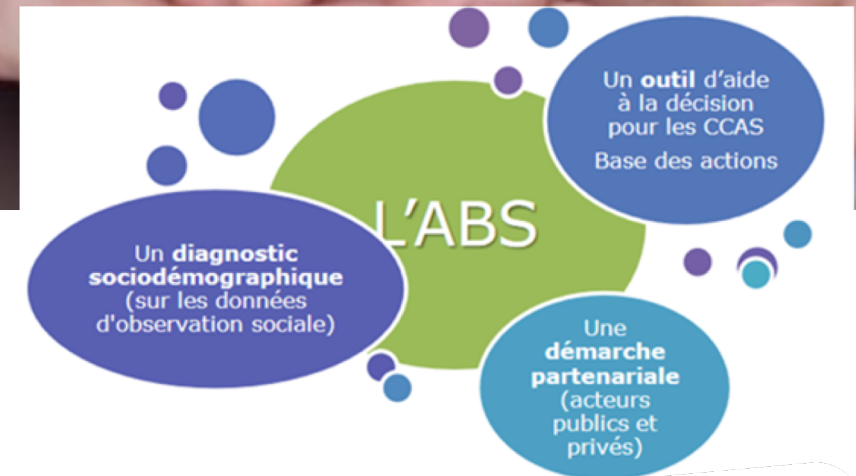 Un outil d’aide
à la décision
pour les CCAS
Base des actions
L’ABS
Un diagnostic
sociodémographique
(sur les données
d'observation sociale)
Une
démarche
partenariale
(acteurs
publics et
privés)